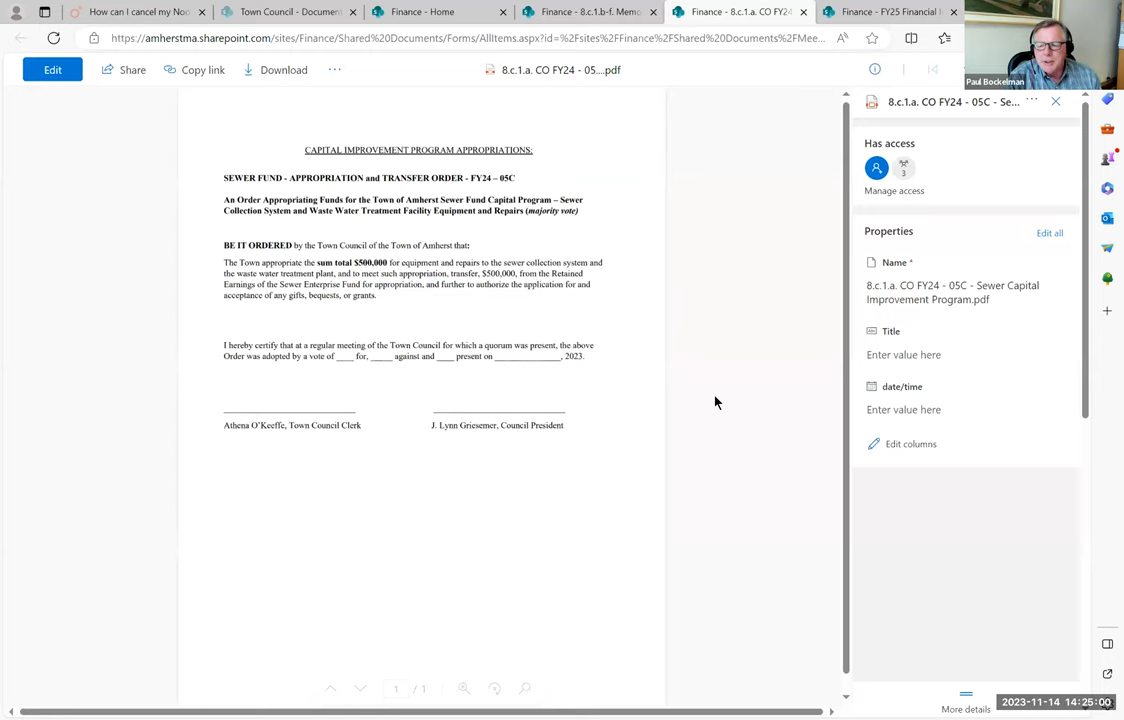 How can I cancel my Noo
Town Council - Document
Finance - Home
Finance - 8.c.1.b-f. Memo
Finance - 8.c.1.a. CO FY24
Finance - FY25 Financial I
https://amherstma.sharepoint.com/sites/Finance/Shared%20Documents/Forms/AllItems.aspx?id=%2Fsites%2FFinance%2FShared%20Documents%2FMee...
Edit
Share
Copy link
Download
8.c.1.a. CO FY24 - 05....pdf
Paul Bockelman
CAPITAL IMPROVEMENT PROGRAM APPROPRIATIONS:
SEWER FUND - APPROPRIATION and TRANSFER ORDER - FY24 – 05C
An Order Appropriating Funds for the Town of Amherst Sewer Fund Capital Program – Sewer
Collection System and Waste Water Treatment Facility Equipment and Repairs (majority vote)
BE IT ORDERED by the Town Council of the Town of Amherst that:
The Town appropriate the sum total $500,000 for equipment and repairs to the sewer collection system and
the waste water treatment plant, and to meet such appropriation, transfer, $500,000, from the Retained
Earnings of the Sewer Enterprise Fund for appropriation, and further to authorize the application for and
acceptance of any gifts, bequests, or grants.
I hereby certify that at a regular meeting of the Town Council for which a quorum was present, the above
Order was adopted by a vote of ____ for, _____ against and ____ present on _______________, 2023.
Athena O'Keeffe, Town Council Clerk
J. Lynn Griesemer, Council President
1 / 1
8.c.1.a. CO FY24 - 05C - Se...
Has access
3
Manage access
Properties
Edit all
Name *
8.c.1.a. CO FY24 - 05C - Sewer Capital
Improvement Program.pdf
Abc
Title
Enter value here
date/time
Enter value here
Edit columns
More details
2023-11-14 14:25:00